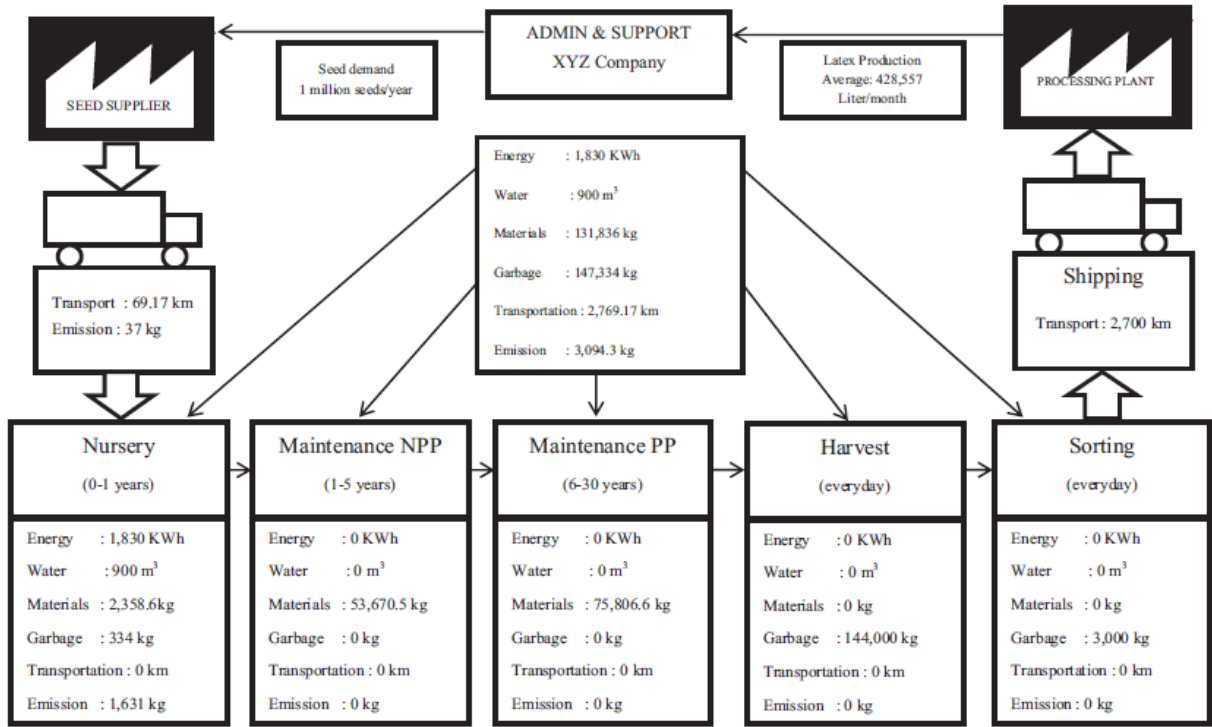 SEED SUPPLIER
Seed demand
1 million seeds/year
ADMIN & SUPPORT
XYZ Company
Latex Production
Average: 428,557
Liter/month
PROCESSING PLANT
Energy : 1,830 KWh
Water : 900 m³
Materials : 131,836 kg
Garbage : 147,334 kg
Transportation : 2,769.17 km
Emission : 3,094.3 kg
Transport : 69.17 km
Emission : 37 kg
Shipping
Transport : 2,700 km
Nursery
(0-1 years)
Energy : 1,830 KWh
Water : 900 m³
Materials : 2,358.6kg
Garbage : 334 kg
Transportation : 0 km
Emission : 1,631 kg
Maintenance NPP
(1-5 years)
Energy : 0 KWh
Water : 0 m³
Materials : 53,670.5 kg
Garbage : 0 kg
Transportation : 0 km
Emission : 0 kg
Maintenance PP
(6-30 years)
Energy : 0 KWh
Water : 0 m³
Materials : 75,806.6 kg
Garbage : 0 kg
Transportation : 0 km
Emission : 0 kg
Harvest
(everyday)
Energy : 0 KWh
Water : 0 m³
Materials : 0 kg
Garbage : 144,000 kg
Transportation : 0 km
Emission : 0 kg
Sorting
(everyday)
Energy : 0 KWh
Water : 0 m³
Materials : 0 kg
Garbage : 3,000 kg
Transportation : 0 km
Emission : 0 kg